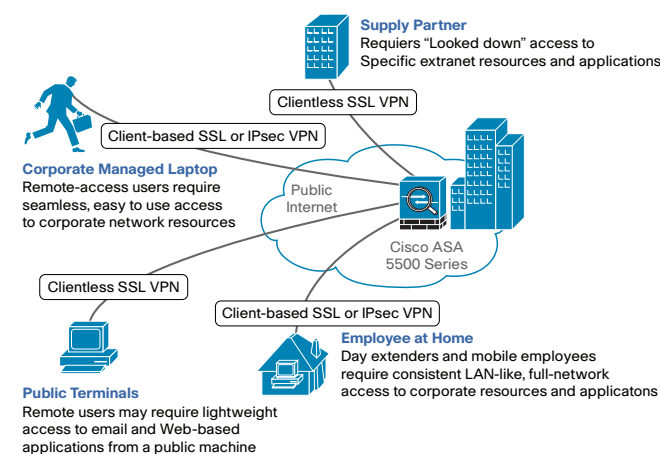 Supply Partner
Requiers “Looked down” access to
Specific extranet resources and applications
Clientless SSL VPN
Client-based SSL or IPsec VPN
Corporate Managed Laptop
Remote-access users require
seamless, easy to use access
to corporate network resources
Public
Internet
Cisco ASA
5500 Series
Clientless SSL VPN
Client-based SSL or IPsec VPN
Employee at Home
Day extenders and mobile employees
require consistent LAN-like, full-network
access to corporate resources and applicatons
Public Terminals
Remote users may require lightweight
access to email and Web-based
applications from a public machine